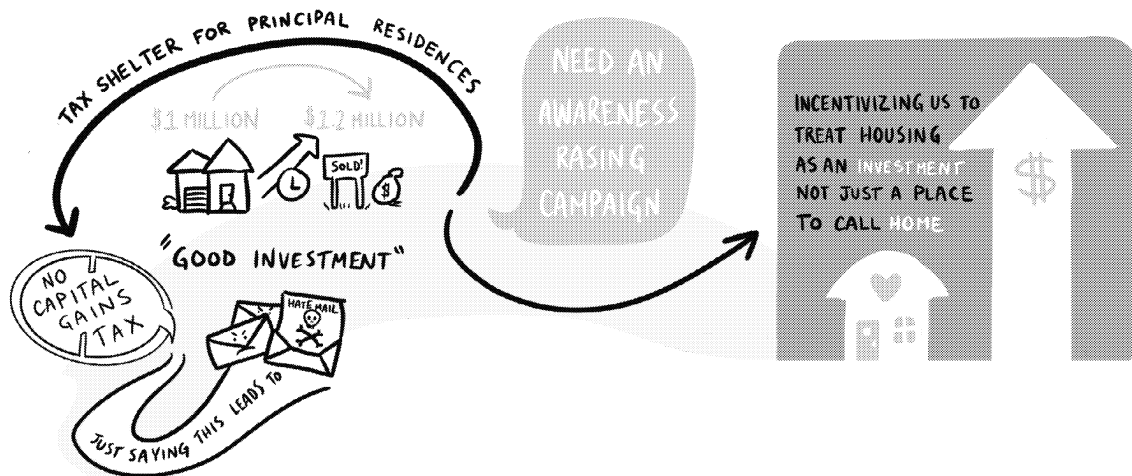 TAX SHELTER FOR PRINCIPAL RESIDENCES
$1 MILLION $1.2 MILLION
SOLD!
$
"GOOD INVESTMENT"
NO
CAPITAL
GAINS
TAX
HATE MAIL
JUST SAYING THIS LEADS TO
NEED AN
AWARENESS
RASING
CAMPAIGN
INCENTIVIZING US TO
TREAT HOUSING
AS AN INVESTMENT
NOT JUST A PLACE
TO CALL HOME
$